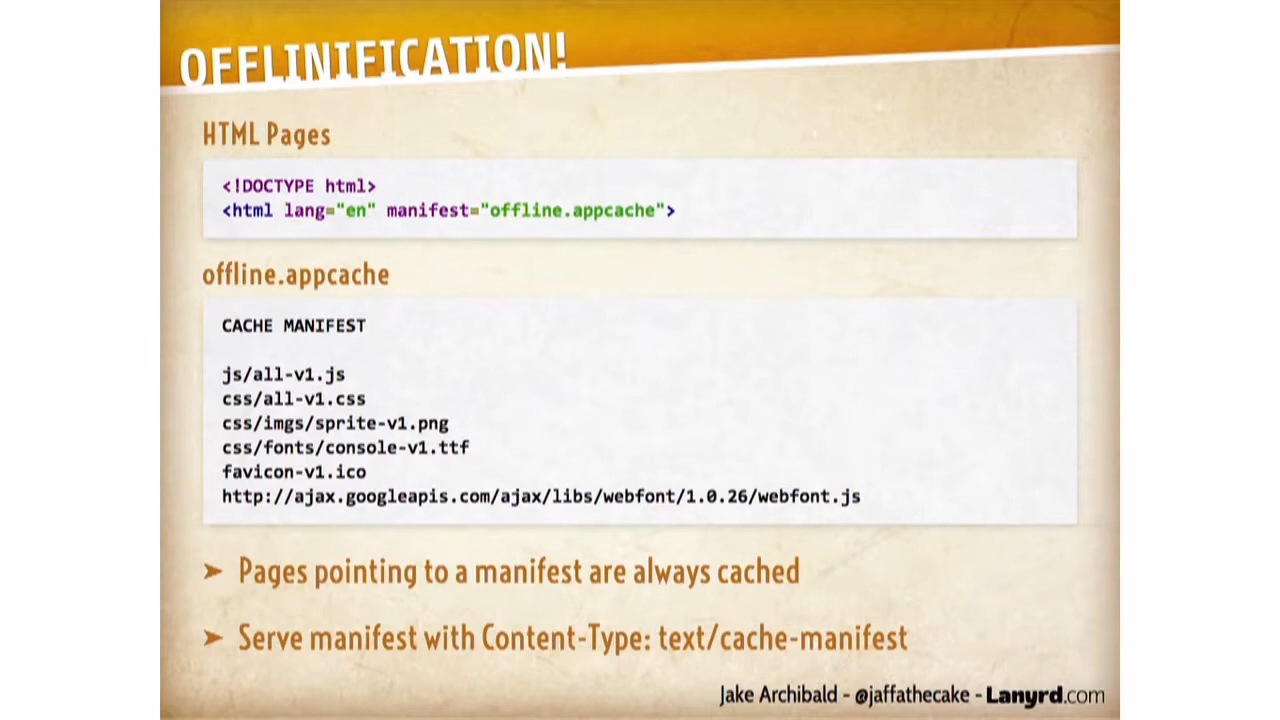 OFFLINIFICATION!
HTML Pages
<!DOCTYPE html>
<html lang="en" manifest="offline.appcache">
offline.appcache
CACHE MANIFEST
js/all-v1.js
css/all-v1.css
css/imgs/sprite-v1.png
css/fonts/console-v1.ttf
favicon-v1.ico
http://ajax.googleapis.com/ajax/libs/webfont/1.0.26/webfont.js
➤ Pages pointing to a manifest are always cached
➤ Serve manifest with Content-Type: text/cache-manifest
Jake Archibald - @jaffathecake - Lanyrd.com